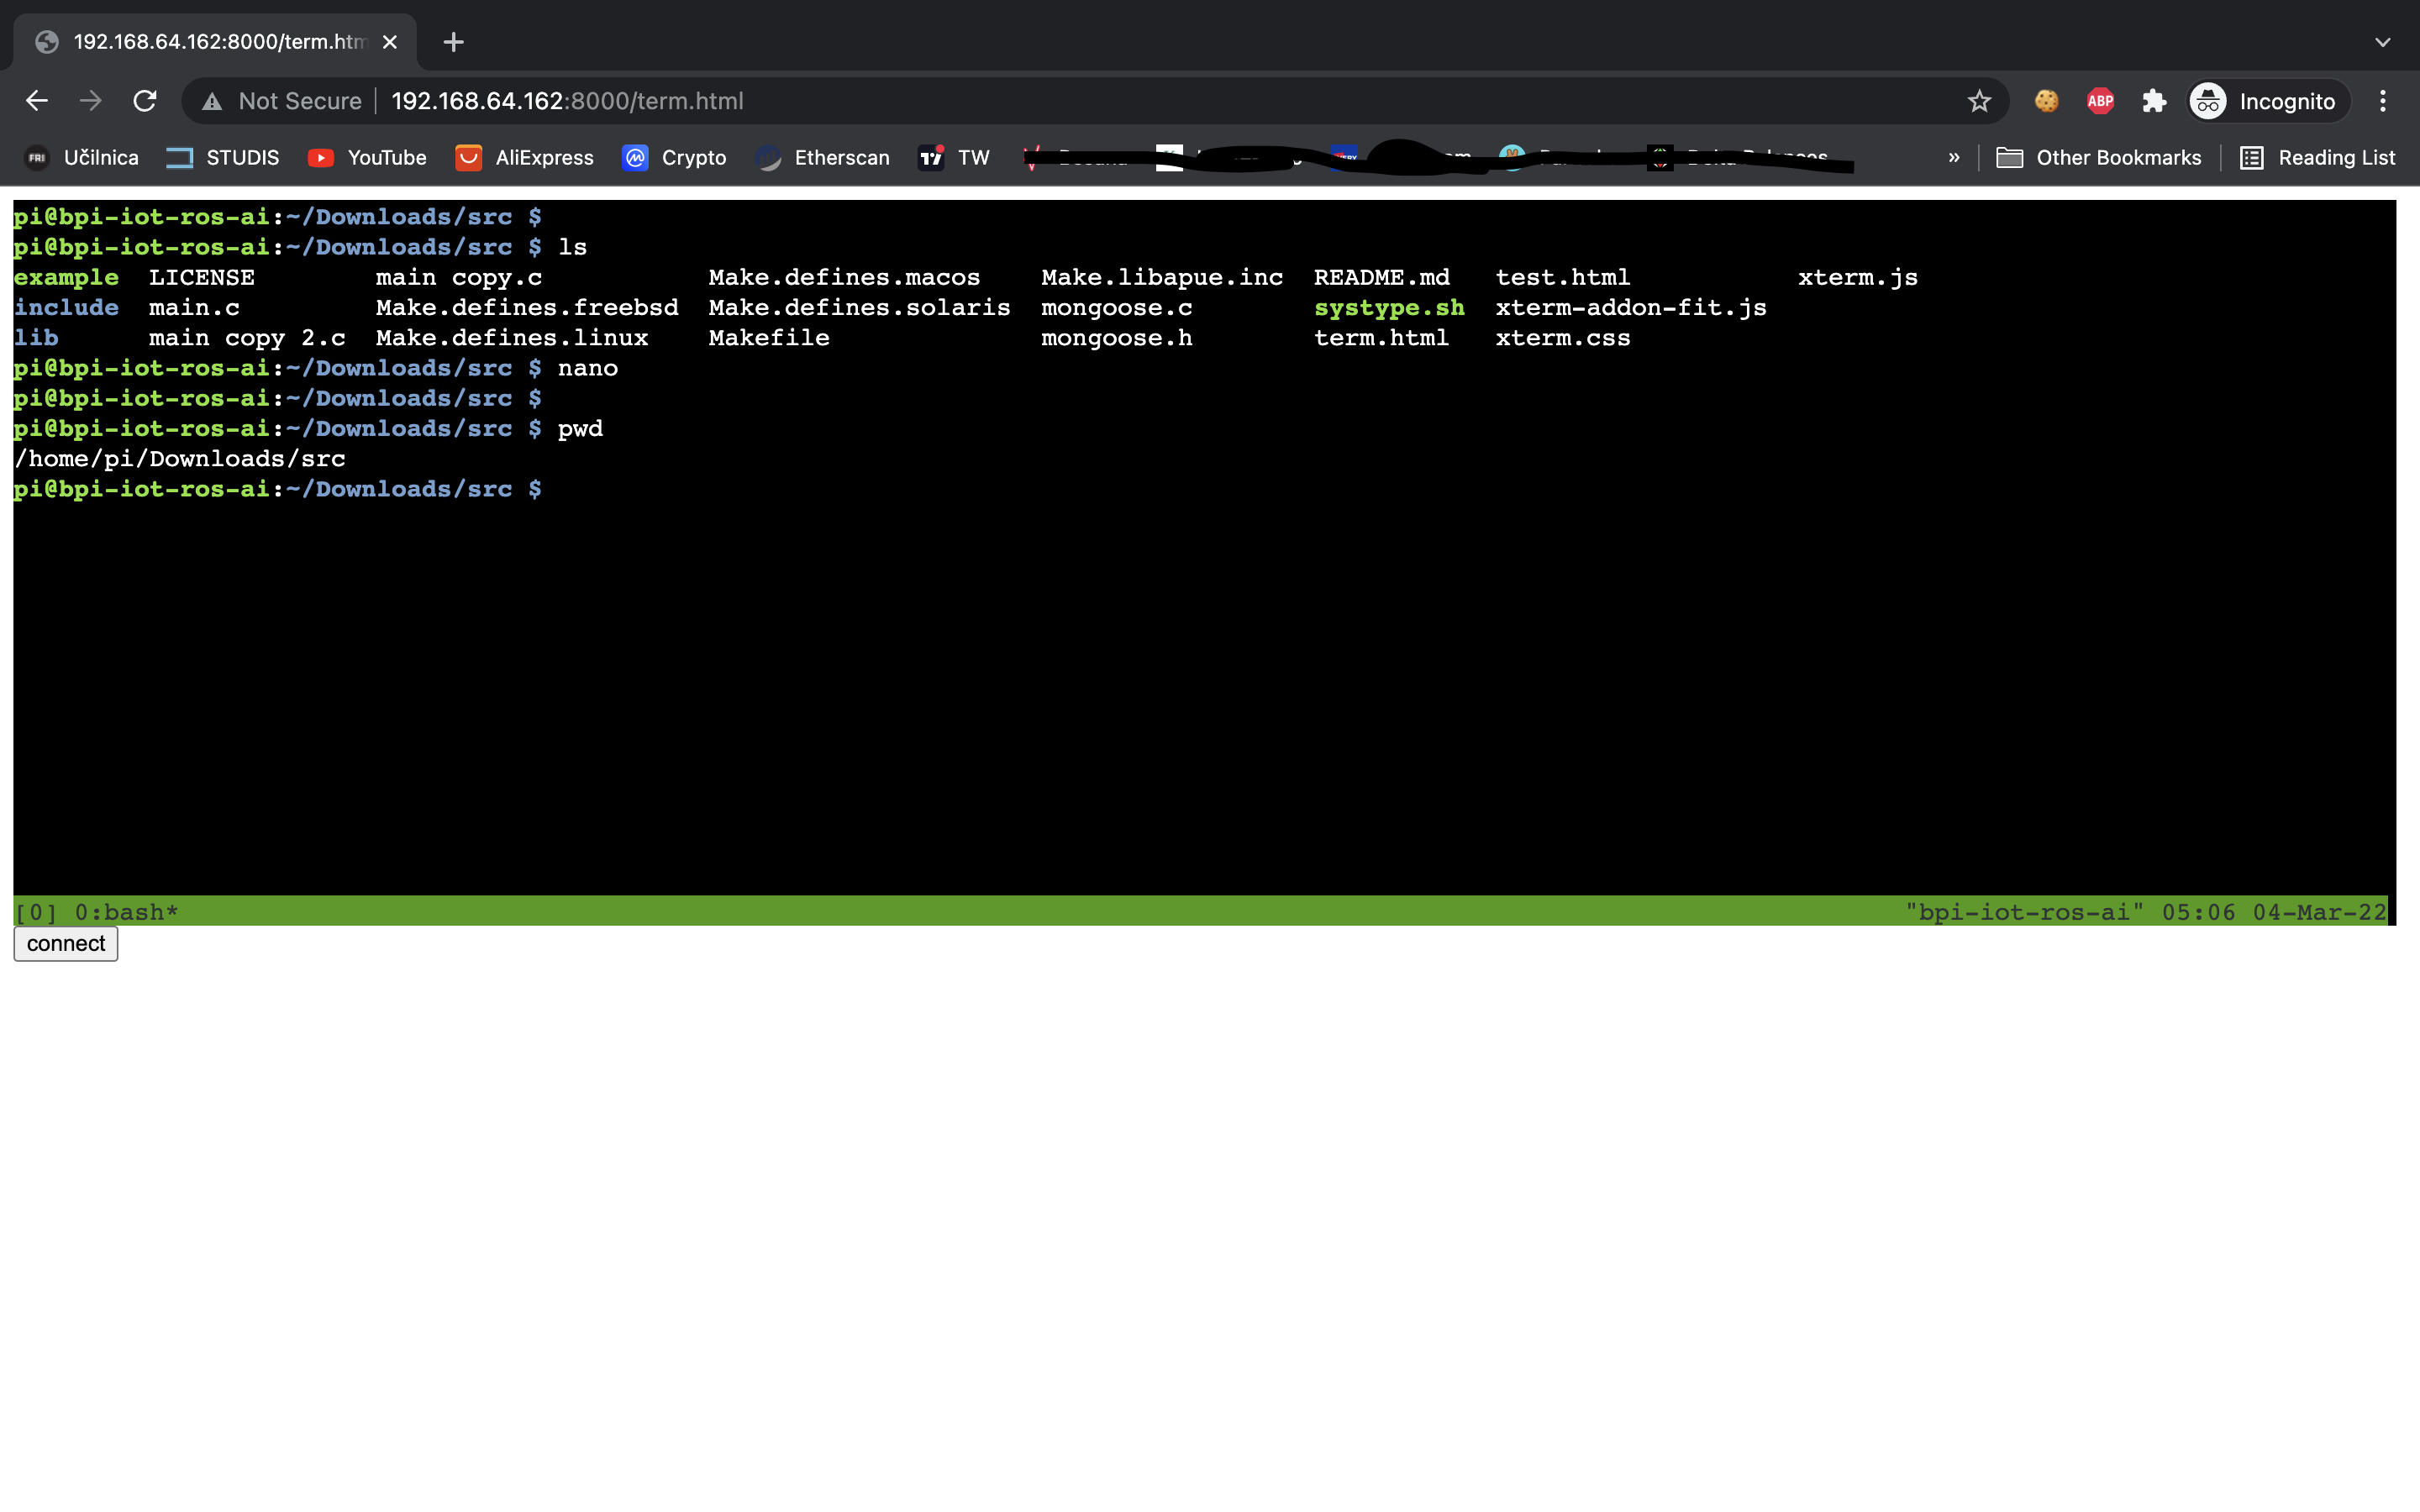 192.168.64.162:8000/term.htm
Not Secure 192.168.64.162:8000/term.html ABP Incognito
FRI Učilnica STUDIS YouTube AliExpress Crypto Etherscan TW » Other Bookmarks Reading List
pi@bpi-iot-ros-ai:~/Downloads/src $
pi@bpi-iot-ros-ai:~/Downloads/src $ ls
example LICENSE main copy.c Make.defines.macos Make.libapue.inc README.md test.html xterm.js
include main.c Make.defines.freebsd Make.defines.solaris mongoose.c systype.sh xterm-addon-fit.js
lib main copy 2.c Make.defines.linux Makefile mongoose.h term.html xterm.css
pi@bpi-iot-ros-ai:~/Downloads/src $ nano
pi@bpi-iot-ros-ai:~/Downloads/src $
pi@bpi-iot-ros-ai:~/Downloads/src $ pwd
/home/pi/Downloads/src
pi@bpi-iot-ros-ai:~/Downloads/src $
[0] 0:bash* "bpi-iot-ros-ai" 05:06 04-Mar-22
connect